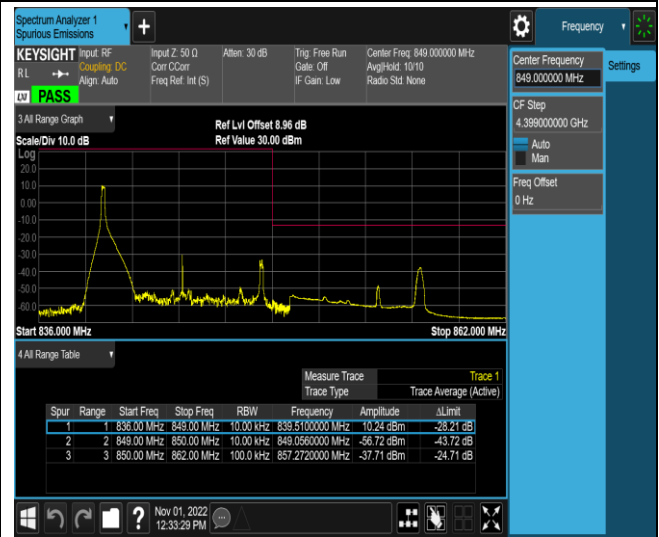 Spectrum Analyzer 1
Spurious Emissions
+
Frequency
KEYSIGHT Input: RF Input Z: 50 Ω Atten: 30 dB Trig: Free Run Center Freq: 849.000000 MHz
RL Coupling: DC Corr CCorr Gate: Off Avg|Hold: 10/10
Align: Auto Freq Ref: Int (S) IF Gain: Low Radio Std: None
LXI PASS
Center Frequency
849.000000 MHz
Settings
CF Step
4.399000000 GHz
Auto
Man
Freq Offset
0 Hz
3 All Range Graph
Ref Lvl Offset 8.96 dB
Scale/Div 10.0 dB Ref Value 30.00 dBm
Log
20.0
10.0
0.00
-10.0
-20.0
-30.0
-40.0
-50.0
-60.0
Start 836.000 MHz Stop 862.000 MHz
4 All Range Table
Measure Trace Trace 1
Trace Type Trace Average (Active)
Spur Range Start Freq Stop Freq RBW Frequency Amplitude ΔLimit
1 1 836.00 MHz 849.00 MHz 10.00 kHz 839.5100000 MHz 10.24 dBm -28.21 dB
2 2 849.00 MHz 850.00 MHz 10.00 kHz 849.0560000 MHz -56.72 dBm -43.72 dB
3 3 850.00 MHz 862.00 MHz 100.0 kHz 857.2720000 MHz -37.71 dBm -24.71 dB
? Nov 01, 2022
12:33:29 PM